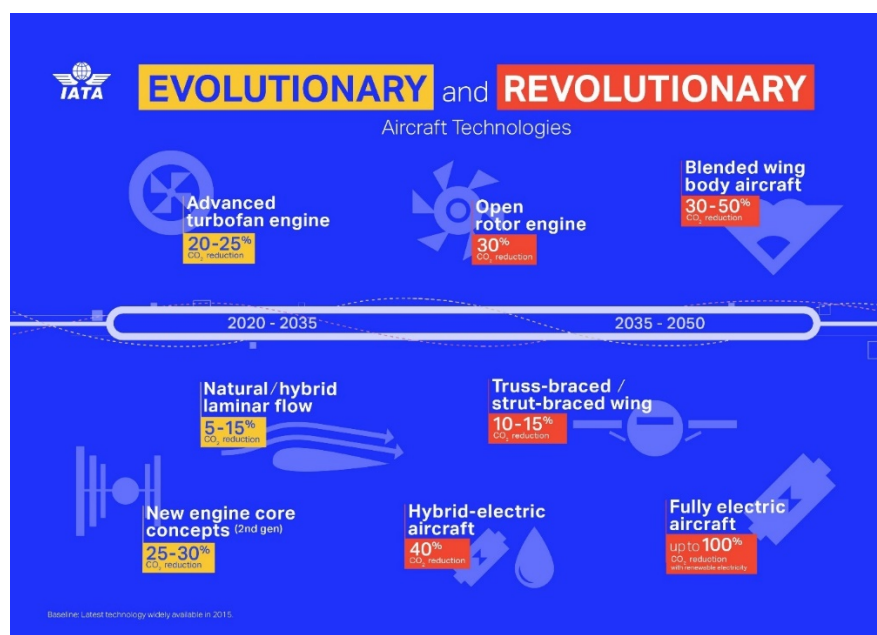 IATA
EVOLUTIONARY and REVOLUTIONARY
Aircraft Technologies
Advanced
turbofan engine
20-25%
CO₂ reduction
Open
rotor engine
30%
CO₂ reduction
Blended wing
body aircraft
30-50%
CO₂ reduction
2020 - 2035
2035 - 2050
Natural/hybrid
laminar flow
5-15%
CO₂ reduction
Truss-braced /
strut-braced wing
10-15%
CO₂ reduction
New engine core
concepts (2nd gen)
25-30%
CO₂ reduction
Hybrid-electric
aircraft
40%
CO₂ reduction
Fully electric
aircraft
up to 100%
CO₂ reduction
with renewable electricity
Baseline: Latest technology widely available in 2015.